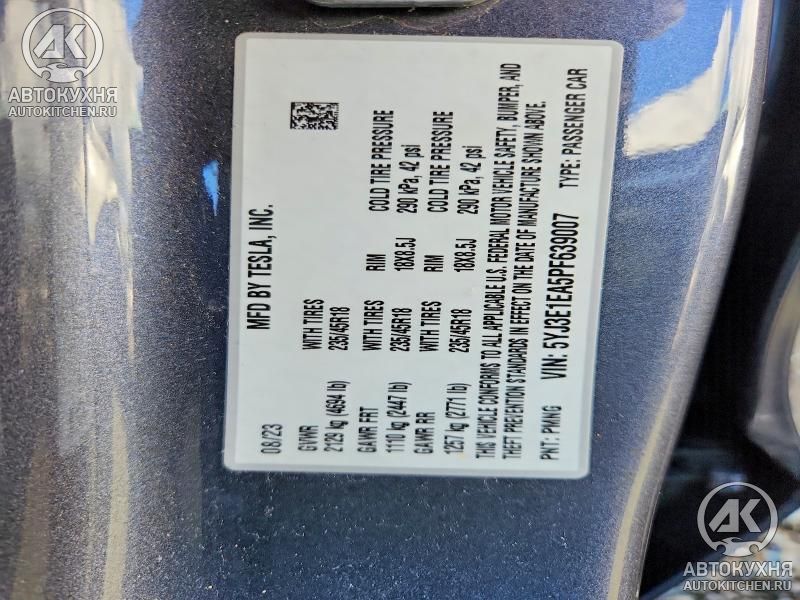 AK
АВТОКУХНЯ
AUTOKITCHEN.RU
MFD BY TESLA, INC.
08/23
GVWR
2129 kg (4694 lb) WITH TIRES RIM COLD TIRE PRESSURE
GAWR FRT 235/45R18 18X8.5J 290 kPa, 42 psi
1110 kg (2447 lb) WITH TIRES RIM COLD TIRE PRESSURE
GAWR RR 235/45R18 18X8.5J 290 kPa, 42 psi
1257 kg (2771 lb) WITH TIRES 235/45R18
THIS VEHICLE CONFORMS TO ALL APPLICABLE U.S. FEDERAL MOTOR VEHICLE SAFETY, BUMPER, AND
THEFT PREVENTION STANDARDS IN EFFECT ON THE DATE OF MANUFACTURE SHOWN ABOVE.
PNT: PMNG VIN: 5YJ3E1EA5PF639007 TYPE: PASSENGER CAR
AK
АВТОКУХНЯ
AUTOKITCHEN.RU